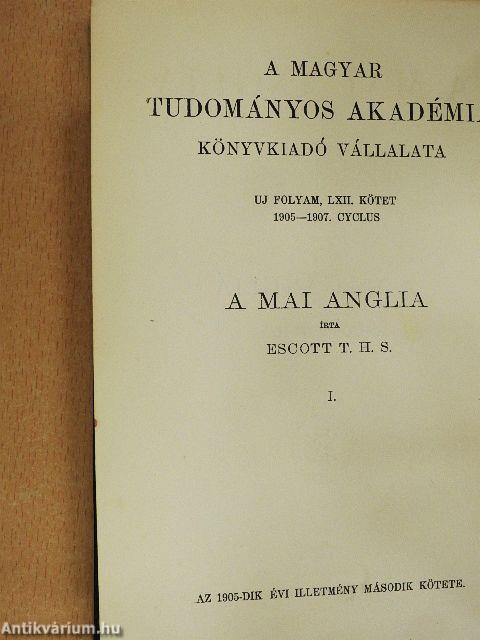 A MAGYAR
TUDOMÁNYOS AKADÉMI
KÖNYVKIADÓ VÁLLALATA
UJ FOLYAM, LXII. KÖTET
1905—1907. CYCLUS
A MAI ANGLIA
ÍRTA
ESCOTT T. H. S.
I.
AZ 1905-DIK ÉVI ILLETMÉNY MÁSODIK KÖTETE.
Antikvárium.hu